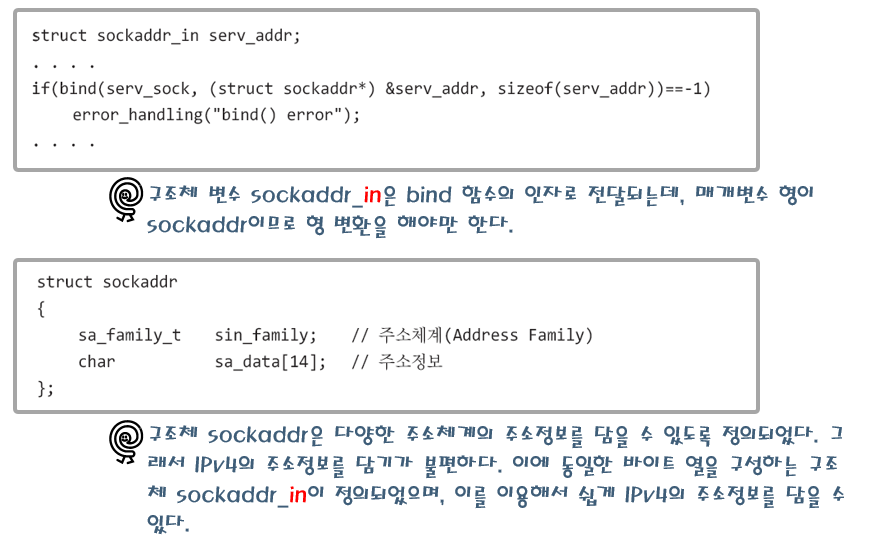 struct sockaddr_in serv_addr;
. . . .
if(bind(serv_sock, (struct sockaddr*) &serv_addr, sizeof(serv_addr))==-1)
error_handling("bind() error");
. . . .
구조체 변수 sockaddr_in은 bind 함수의 인자로 전달되는데, 매개변수 형이
sockaddr이므로 형 변환을 해야만 한다.
struct sockaddr
{
sa_family_t sin_family; // 주소체계(Address Family)
char sa_data[14]; // 주소정보
};
구조체 sockaddr은 다양한 주소체계의 주소정보를 담을 수 있도록 정의되었다. 그
래서 IPv4의 주소정보를 담기가 불편하다. 이에 동일한 바이트 열을 구성하는 구조
체 sockaddr_in이 정의되었으며, 이를 이용해서 쉽게 IPv4의 주소정보를 담을 수
있다.